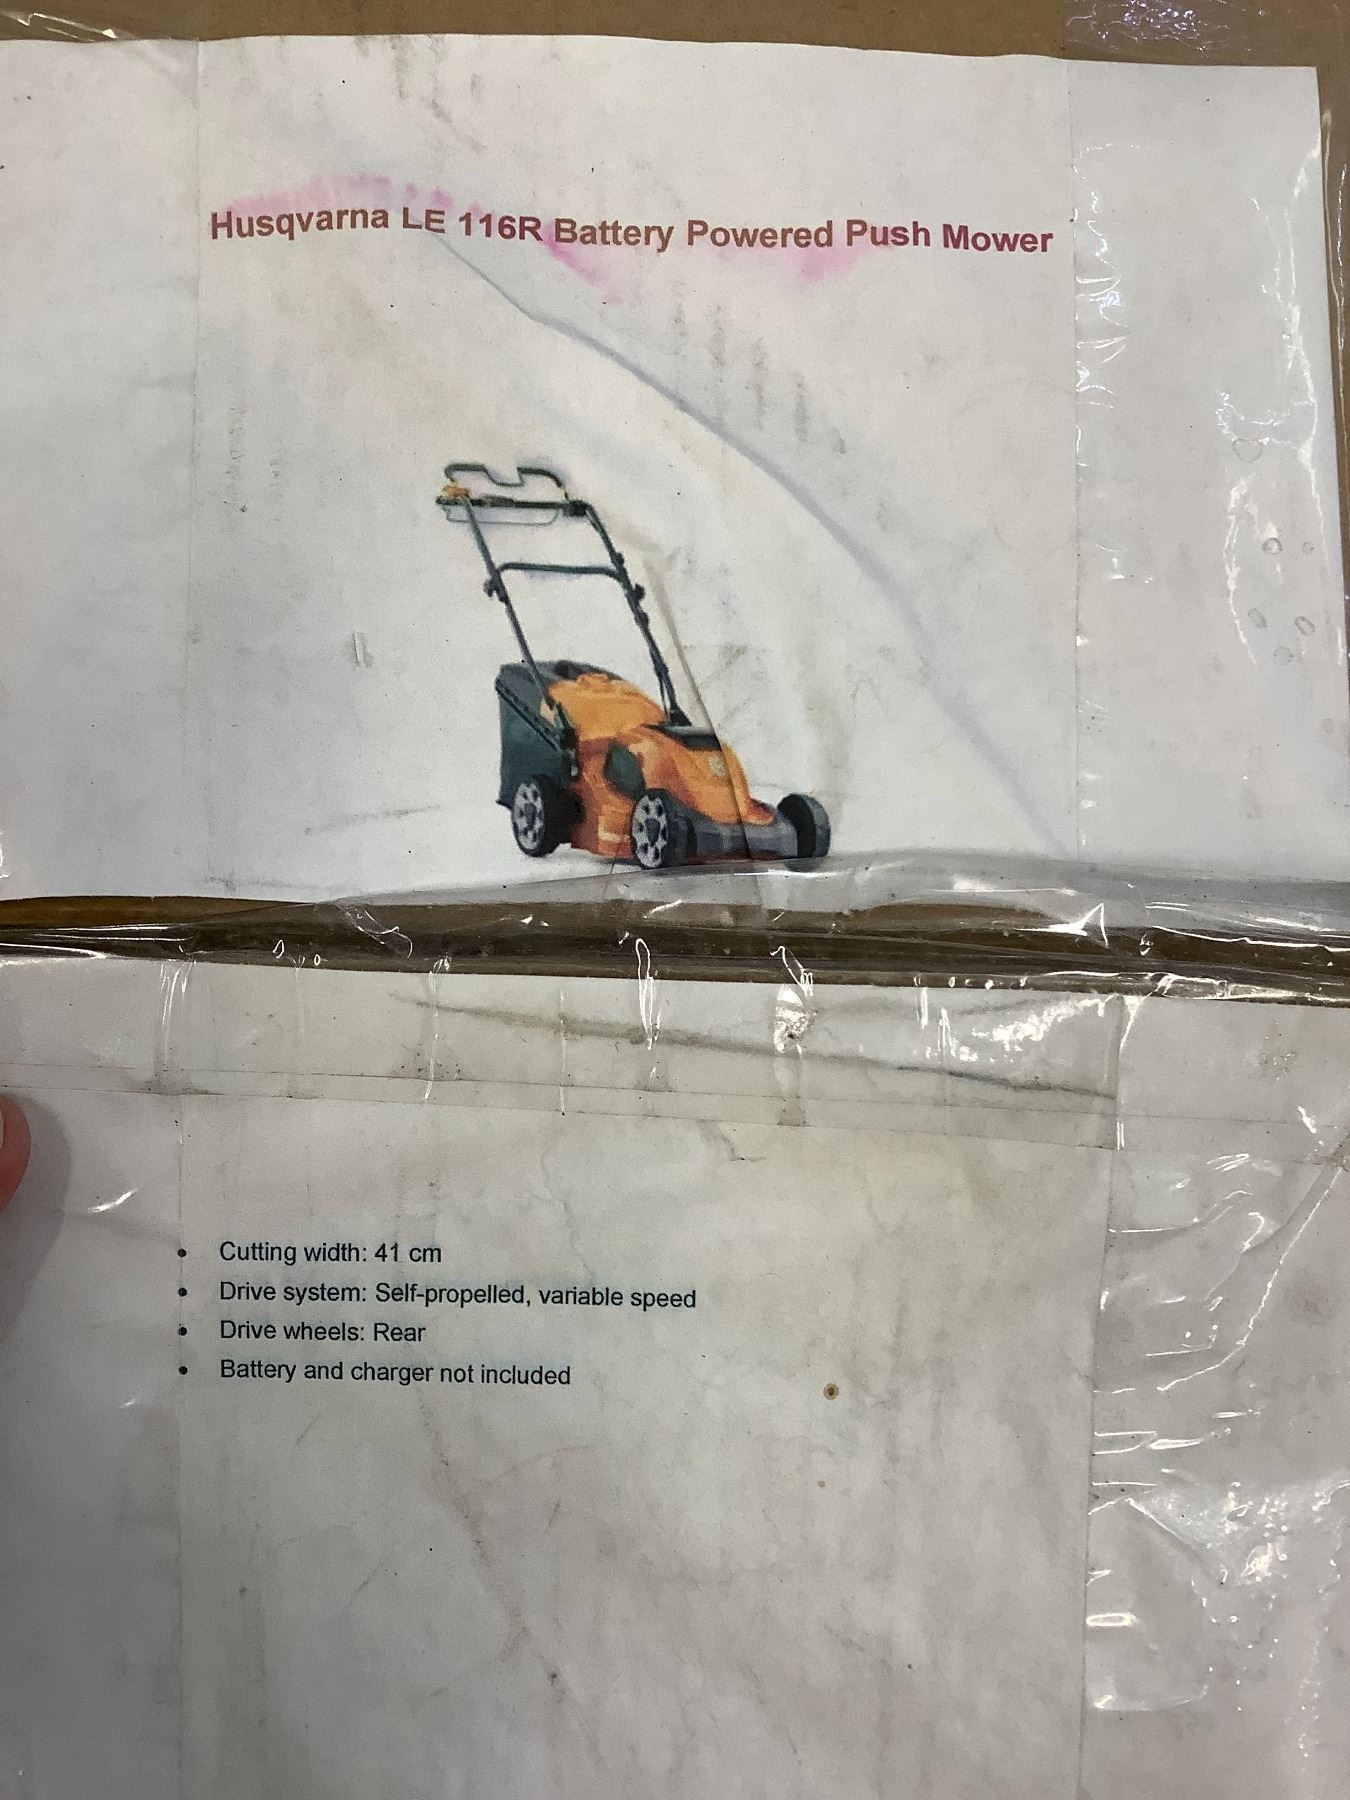 Husqvarna LE 116R Battery Powered Push Mower
• Cutting width: 41 cm
• Drive system: Self-propelled, variable speed
• Drive wheels: Rear
• Battery and charger not included